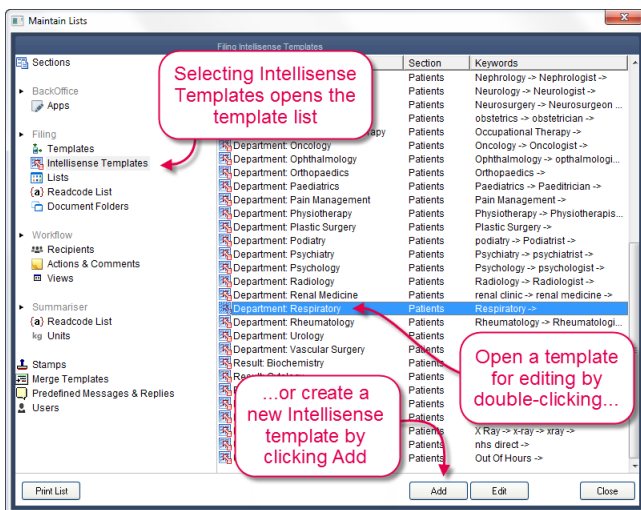 Maintain Lists
Filing Intellisense Templates
Sections
BackOffice
Apps
Filing
Templates
Intellisense Templates
Lists
(a) Readcode List
Document Folders
Workflow
Recipients
Actions & Comments
Views
Summariser
(a) Readcode List
kg Units
Stamps
Merge Templates
Predefined Messages & Replies
Users
Selecting Intellisense
Templates opens the
template list
Section Keywords
Patients Nephrology -> Nephrologist ->
Patients Neurology -> Neurologist ->
Patients Neurosurgery -> Neurosurgeon ...
Patients obstetrics -> obstetrician ->
apy Patients Occupational Therapy ->
Department: Oncology Patients Oncology -> Oncologist ->
Department: Ophthalmology Patients Ophthalmology -> opthalmologi...
Department: Orthopaedics Patients Orthopaedics ->
Department: Paediatrics Patients Paediatrics -> Paeditrician ->
Department: Pain Management Patients Pain Management ->
Department: Physiotherapy Patients Physiotherapy -> Physiotherapis...
Department: Plastic Surgery Patients Plastic Surgery ->
Department: Podiatry Patients podiatry -> Podiatrist ->
Department: Psychiatry Patients Psychiatry -> psychiatrist ->
Department: Psychology Patients Psychology -> psychologist ->
Department: Radiology Patients Radiology -> Radiologist ->
Department: Renal Medicine Patients renal clinic -> renal medicine ->
Department: Respiratory Patients Respiratory ->
Department: Rheumatology Patients Rheumatology -> Rheumatologi...
Department: Urology Patients
Department: Vascular Surgery Patients
Result: Biochemistry Patients
Patients
Patients
Patients
Patients X Ray -> x-ray -> xray ->
Patients nhs direct ->
Patients Out Of Hours ->
Open a template
for editing by
double-clicking...
...or create a
new Intellisense
template by
clicking Add
Print List
Add
Edit
Close